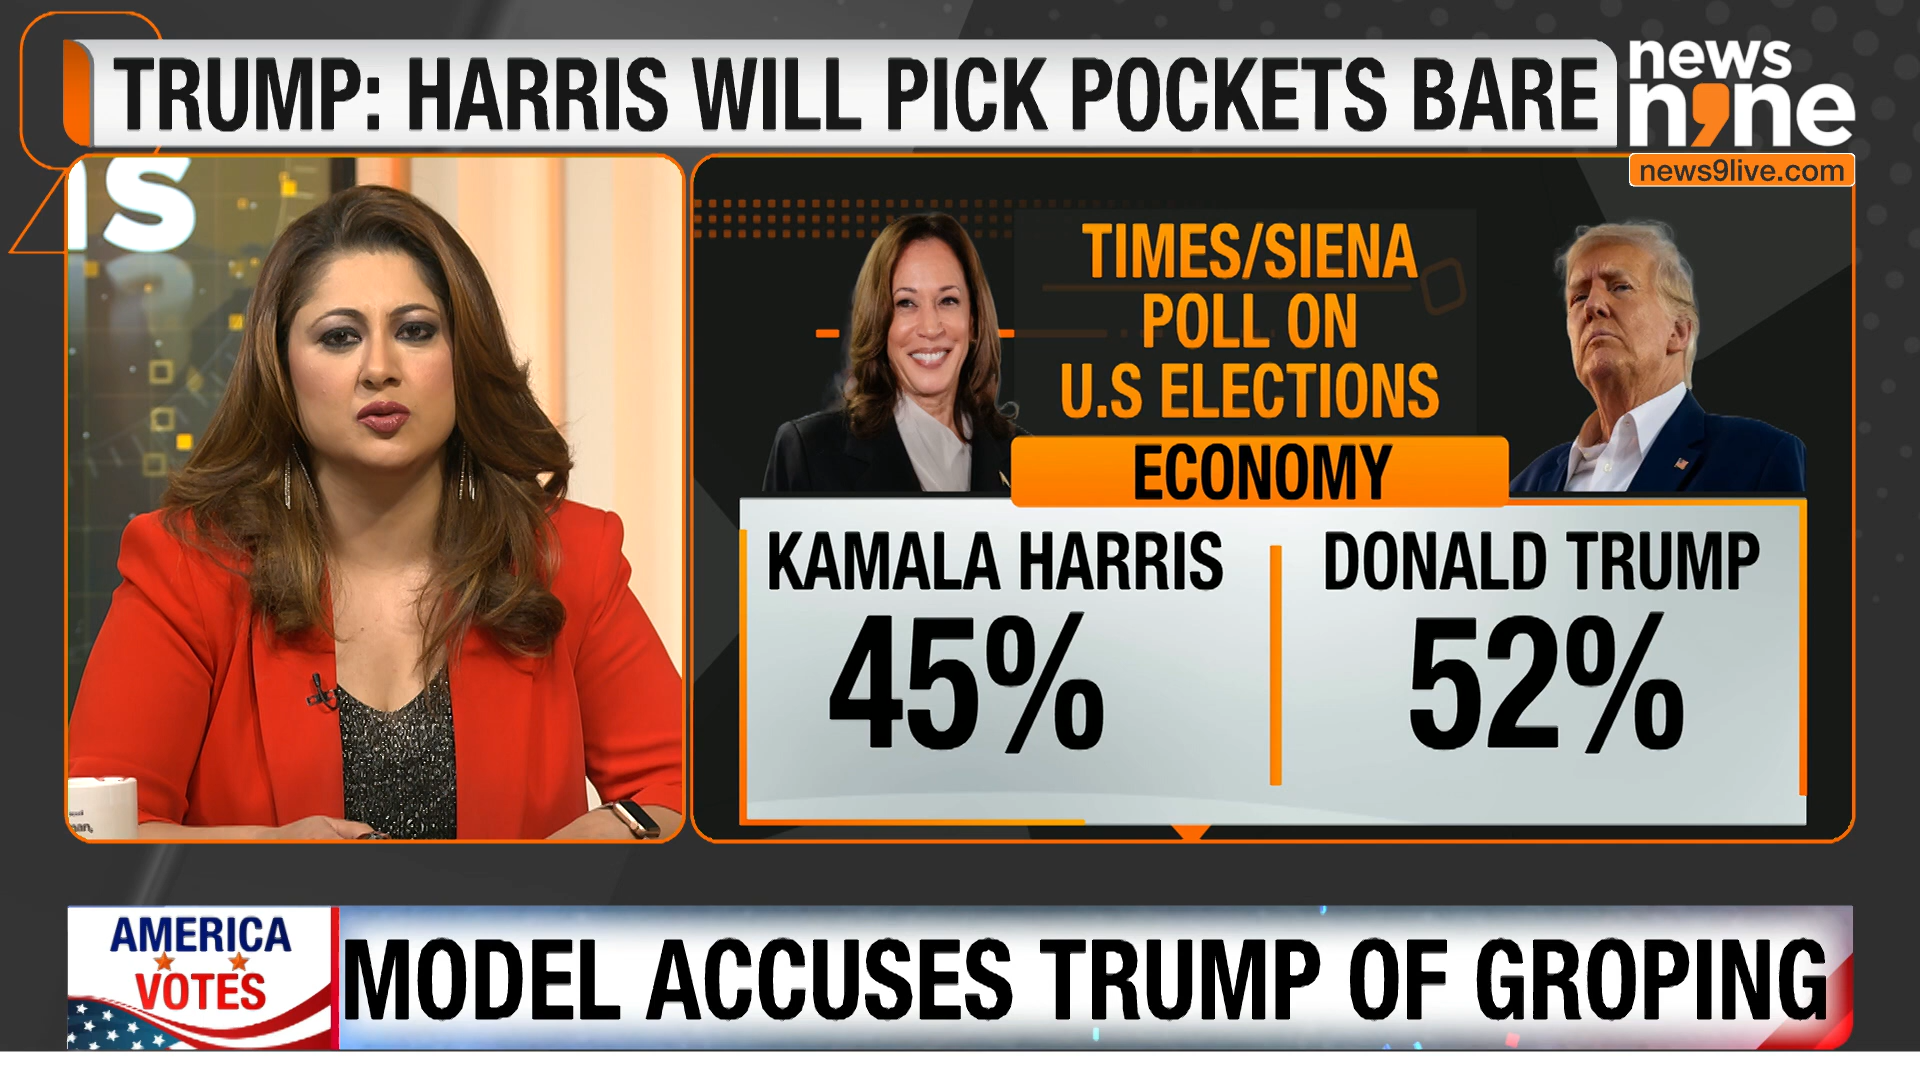 TRUMP: HARRIS WILL PICK POCKETS BARE
news
nine
news9live.com
ns
TIMES/SIENA
POLL ON
U.S ELECTIONS
ECONOMY
KAMALA HARRIS
DONALD TRUMP
45%
52%
AMERICA
VOTES
MODEL ACCUSES TRUMP OF GROPING